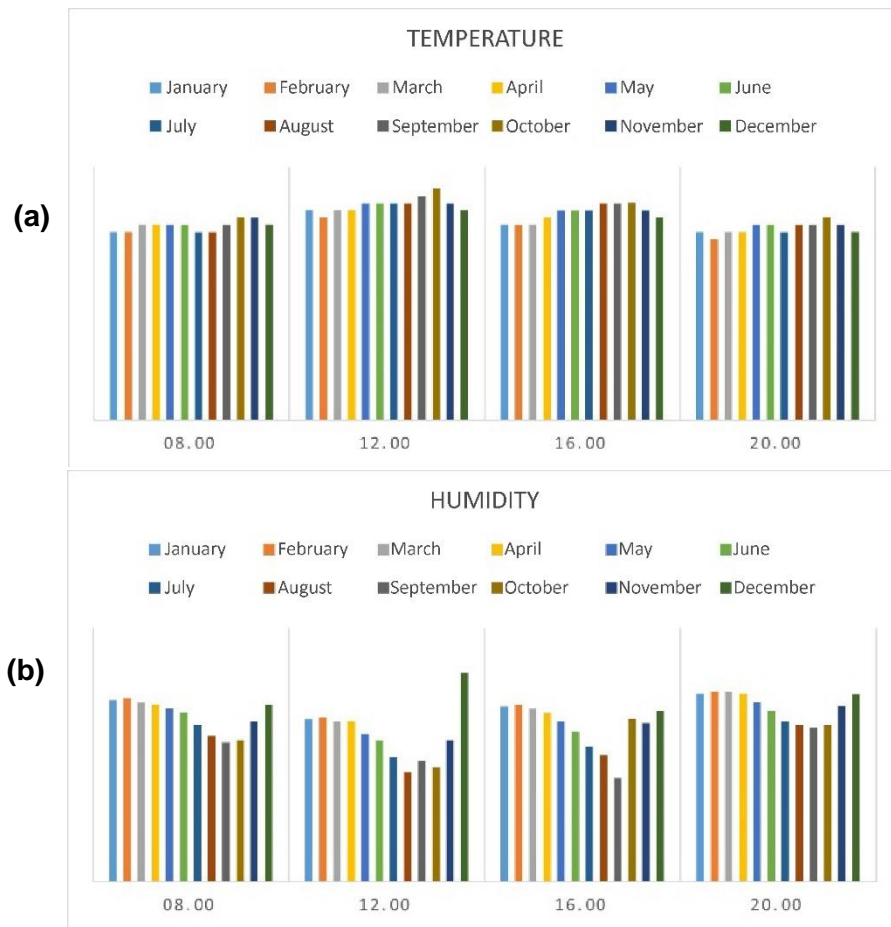 TEMPERATURE
January February March April May June
July August September October November December
(a)
08.00 12.00 16.00 20.00
HUMIDITY
January February March April May June
July August September October November December
(b)
08.00 12.00 16.00 20.00